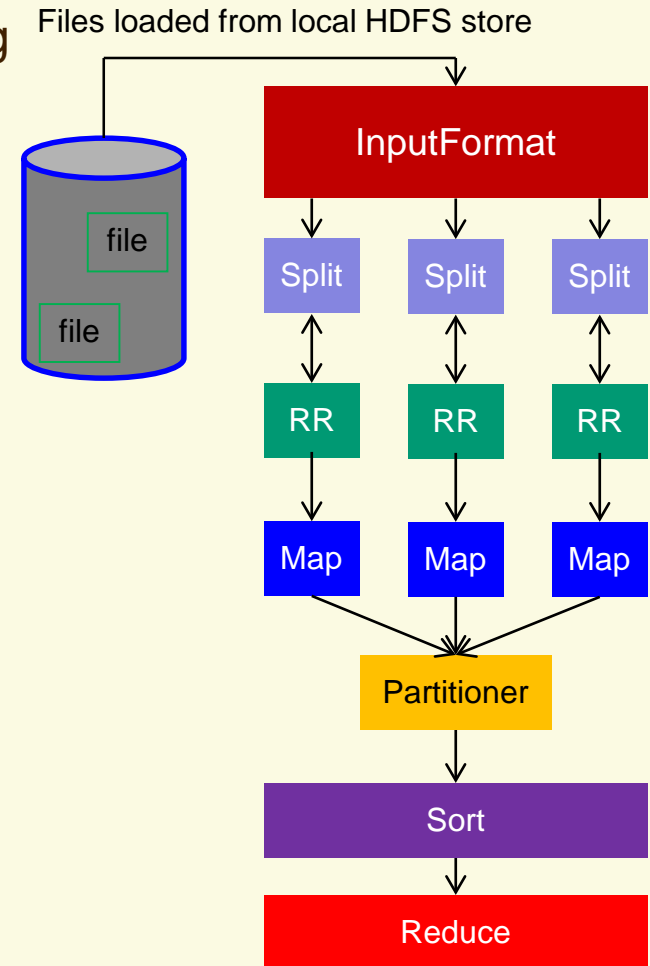 g
Files loaded from local HDFS store
InputFormat
file
file
Split Split Split
RR RR RR
Map Map Map
Partitioner
Sort
Reduce